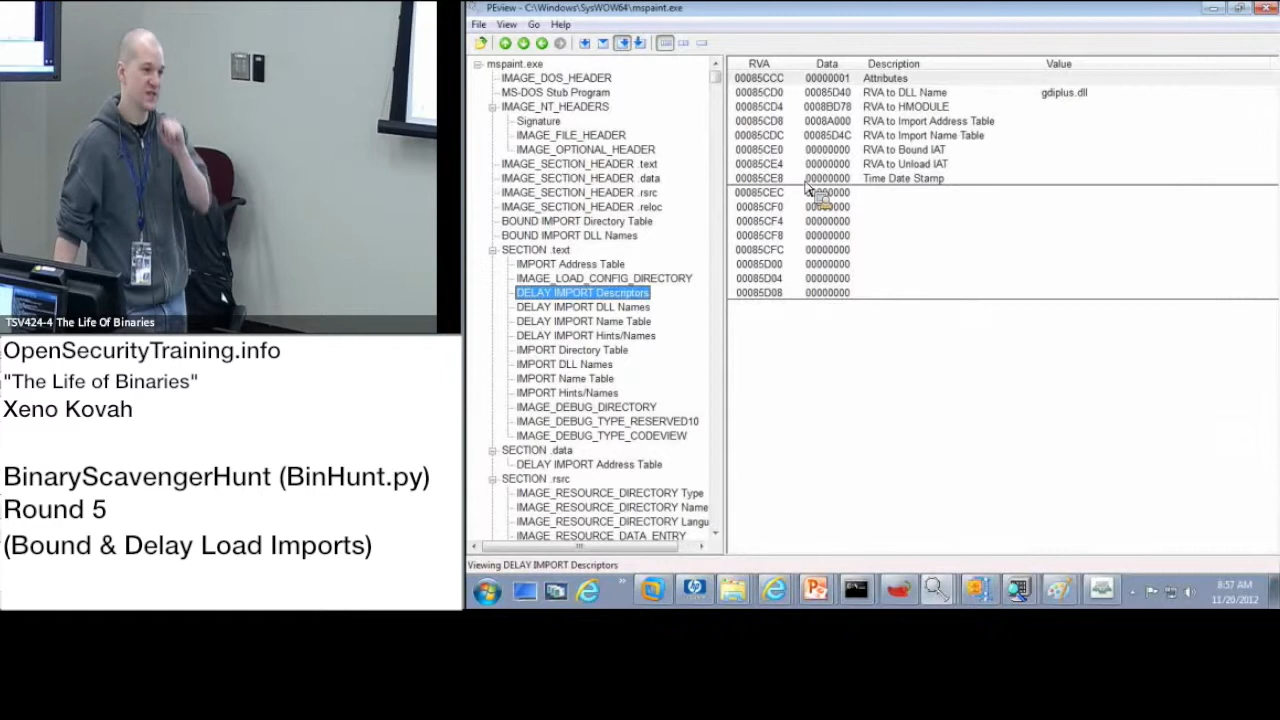 TSV424-4 The Life Of Binaries
OpenSecurityTraining.info
"The Life of Binaries"
Xeno Kovah
BinaryScavengerHunt (BinHunt.py)
Round 5
(Bound & Delay Load Imports)
PEview - C:\Windows\SysWOW64\mspaint.exe
File View Go Help
mspaint.exe
IMAGE_DOS_HEADER
MS-DOS Stub Program
IMAGE_NT_HEADERS
Signature
IMAGE_FILE_HEADER
IMAGE_OPTIONAL_HEADER
IMAGE_SECTION_HEADER .text
IMAGE_SECTION_HEADER .data
IMAGE_SECTION_HEADER .rsrc
IMAGE_SECTION_HEADER .reloc
BOUND IMPORT Directory Table
BOUND IMPORT DLL Names
SECTION .text
IMPORT Address Table
IMAGE_LOAD_CONFIG_DIRECTORY
DELAY IMPORT Descriptors
DELAY IMPORT DLL Names
DELAY IMPORT Name Table
DELAY IMPORT Hints/Names
IMPORT Directory Table
IMPORT DLL Names
IMPORT Name Table
IMPORT Hints/Names
IMAGE_DEBUG_DIRECTORY
IMAGE_DEBUG_TYPE_RESERVED10
IMAGE_DEBUG_TYPE_CODEVIEW
SECTION .data
DELAY IMPORT Address Table
SECTION .rsrc
IMAGE_RESOURCE_DIRECTORY Type
IMAGE_RESOURCE_DIRECTORY Name
IMAGE_RESOURCE_DIRECTORY Langu
IMAGE_RESOURCE_DATA_ENTRY
RVA Data Description Value
00085CCC 00000001 Attributes
00085CD0 00085D40 RVA to DLL Name gdiplus.dll
00085CD4 0008BD78 RVA to HMODULE
00085CD8 0008A000 RVA to Import Address Table
00085CDC 00085D4C RVA to Import Name Table
00085CE0 00000000 RVA to Bound IAT
00085CE4 00000000 RVA to Unload IAT
00085CE8 00000000 Time Date Stamp
00085CEC 00000000
00085CF0 00000000
00085CF4 00000000
00085CF8 00000000
00085CFC 00000000
00085D00 00000000
00085D04 00000000
00085D08 00000000
Viewing DELAY IMPORT Descriptors
8:57 AM
11/20/2012